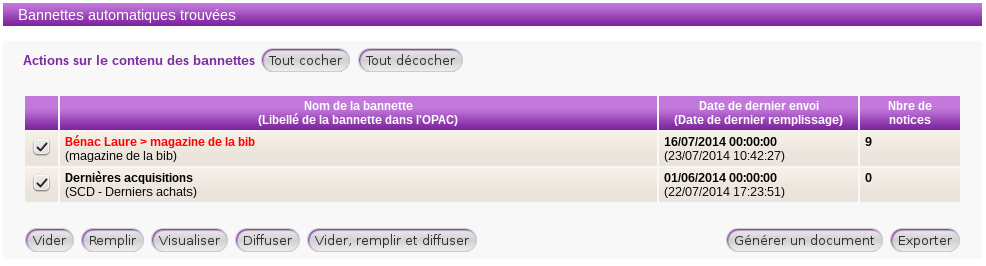 Bannettes automatiques trouvées
Actions sur le contenu des bannettes Tout cocher Tout décocher
Nom de la bannette
(Libellé de la bannette dans l'OPAC)
Date de dernier envoi
(Date de dernier remplissage)
Nbre de
notices
Bénac Laure > magazine de la bib
(magazine de la bib)
16/07/2014 00:00:00
(23/07/2014 10:42:27)
9
Dernières acquisitions
(SCD - Derniers achats)
01/06/2014 00:00:00
(22/07/2014 17:23:51)
0
Vider Remplir Visualiser Diffuser Vider, remplir et diffuser Générer un document Exporter